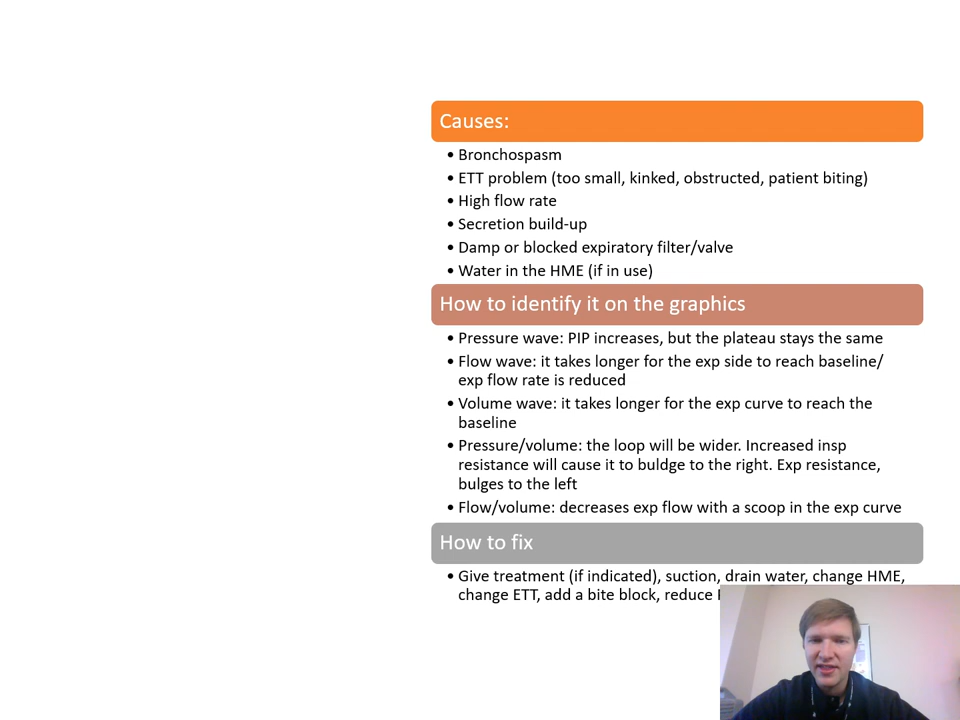 Causes:
• Bronchospasm
• ETT problem (too small, kinked, obstructed, patient biting)
• High flow rate
• Secretion build-up
• Damp or blocked expiratory filter/valve
• Water in the HME (if in use)
How to identify it on the graphics
• Pressure wave: PIP increases, but the plateau stays the same
• Flow wave: it takes longer for the exp side to reach baseline/
exp flow rate is reduced
• Volume wave: it takes longer for the exp curve to reach the
baseline
• Pressure/volume: the loop will be wider. Increased insp
resistance will cause it to buldge to the right. Exp resistance,
bulges to the left
• Flow/volume: decreases exp flow with a scoop in the exp curve
How to fix
• Give treatment (if indicated), suction, drain water, change HME,
change ETT, add a bite block, reduce